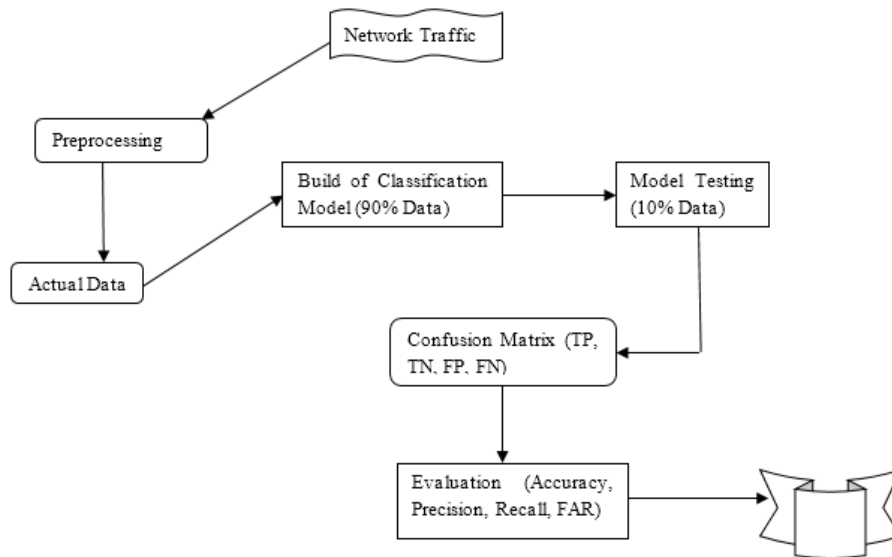 Network Traffic
Preprocessing
Build of Classification
Model (90% Data)
Model Testing
(10% Data)
Actual Data
Confusion Matrix (TP,
TN, FP, FN)
Evaluation (Accuracy,
Precision, Recall, FAR)